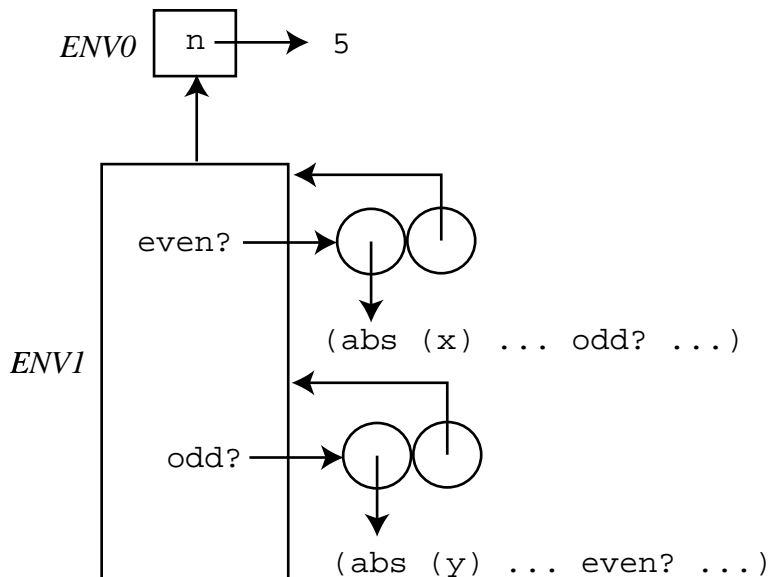 ENV0 n 5
even?
(abs (x) ... odd? ...)
ENV1
odd?
(abs (y) ... even? ...)